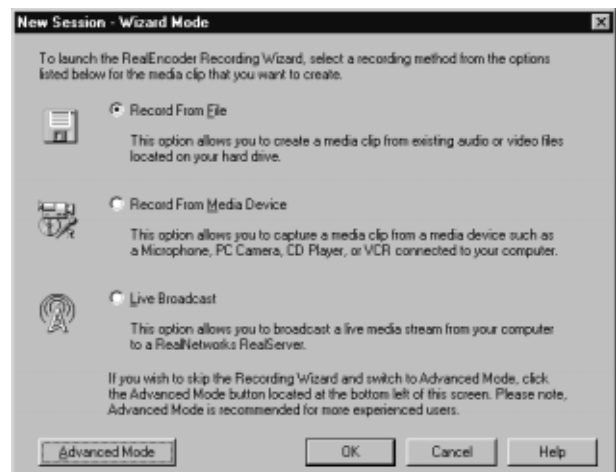 New Session - Wizard Mode
To launch the RealEncoder Recording Wizard, select a recording method from the options
listed below for the media clip that you want to create.
Record From File
This option allows you to create a media clip from existing audio or video files
located on your hard drive.
Record From Media Device
This option allows you to capture a media clip from a media device such as
a Microphone, PC Camera, CD Player, or VCR connected to your computer.
Live Broadcast
This option allows you to broadcast a live media stream from your computer
to a RealNetworks RealServer.
If you wish to skip the Recording Wizard and switch to Advanced Mode, click
the Advanced Mode button located at the bottom left of this screen. Please note,
Advanced Mode is recommended for more experienced users.
Advanced Mode
OK
Cancel
Help